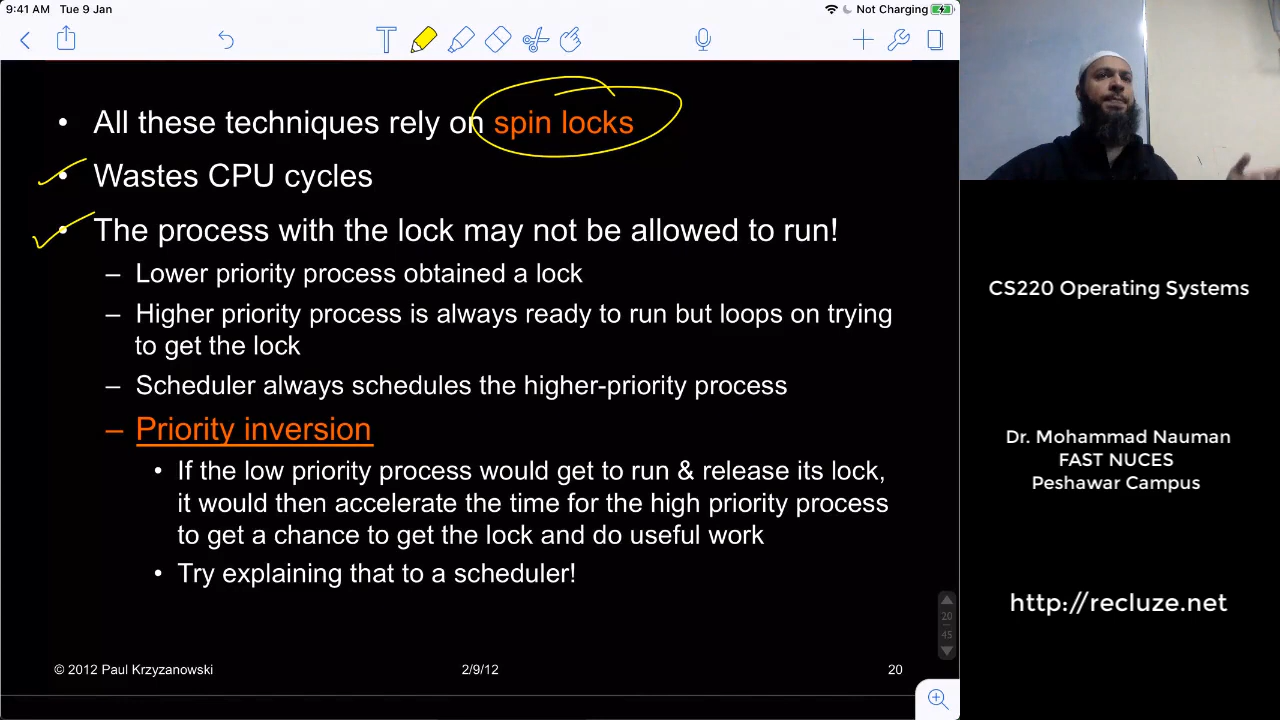 9:41 AM Tue 9 Jan
Not Charging
T
• All these techniques rely on spin locks
• Wastes CPU cycles
• The process with the lock may not be allowed to run!
– Lower priority process obtained a lock
– Higher priority process is always ready to run but loops on trying
to get the lock
– Scheduler always schedules the higher-priority process
– Priority inversion
• If the low priority process would get to run & release its lock,
it would then accelerate the time for the high priority process
to get a chance to get the lock and do useful work
• Try explaining that to a scheduler!
20
45
© 2012 Paul Krzyzanowski
2/9/12
20
CS220 Operating Systems
Dr. Mohammad Nauman
FAST NUCES
Peshawar Campus
http://recluze.net